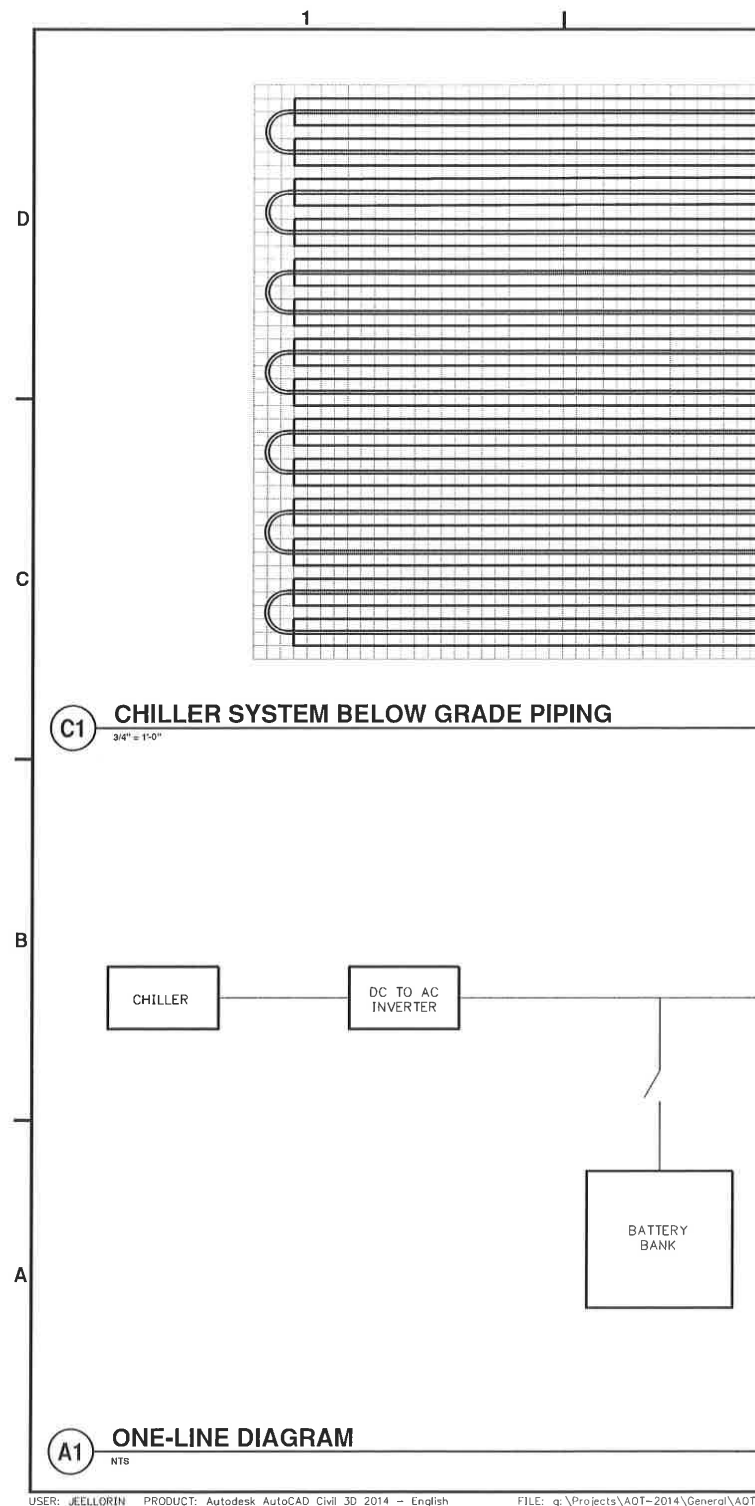 1
D
C
C1 CHILLER SYSTEM BELOW GRADE PIPING
3/4" = 1'-0"
B
CHILLER
DC TO AC
INVERTER
BATTERY
BANK
A
A1 ONE-LINE DIAGRAM
NTS
USER: JEELLORIN PRODUCT: Autodesk AutoCAD Civil 3D 2014 - English FILE: q:\Projects\AOT-2014\General\AOT